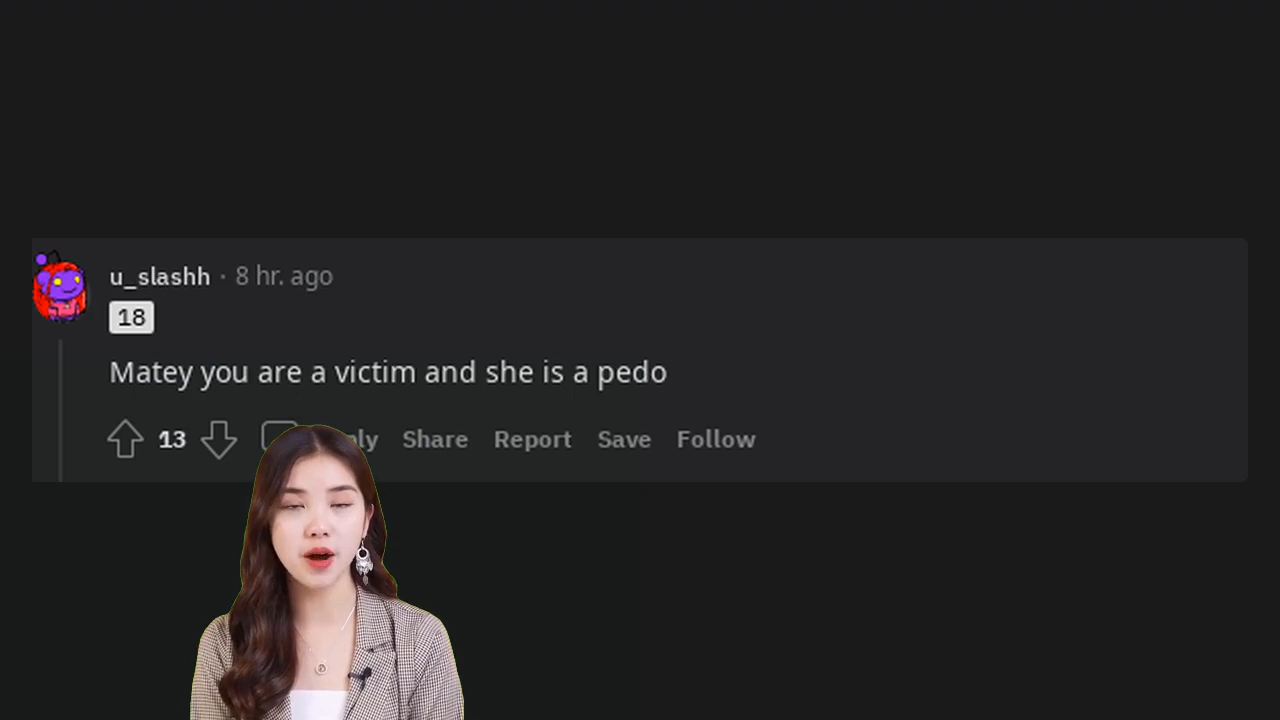 u_slashh · 8 hr. ago
18
Matey you are a victim and she is a pedo
13 Share Report Save Follow